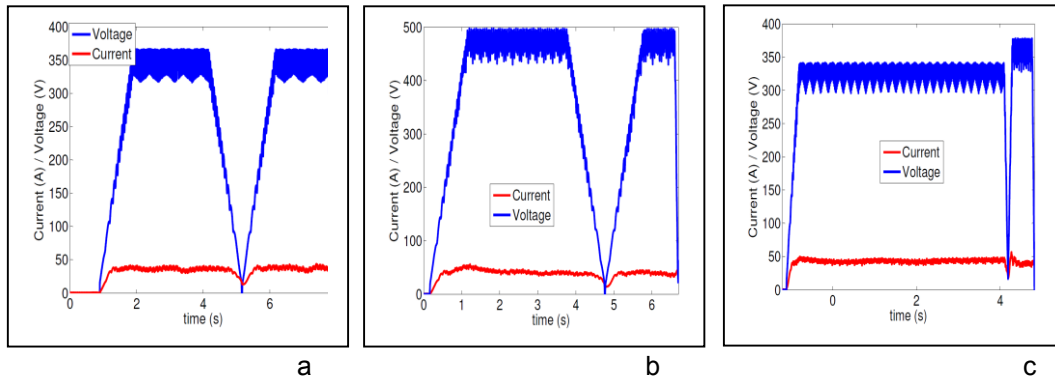 400
350
300
250
200
150
100
50
0
Current (A) / Voltage (V)
Voltage
Current
0 2 4 6
time (s)
a
500
400
300
200
100
0
Current (A) / Voltage (V)
Current
Voltage
0 1 2 3 4 5 6
time (s)
b
400
350
300
250
200
150
100
50
0
Current (A) / Voltage (V)
Current
Voltage
0 2 4
time (s)
c